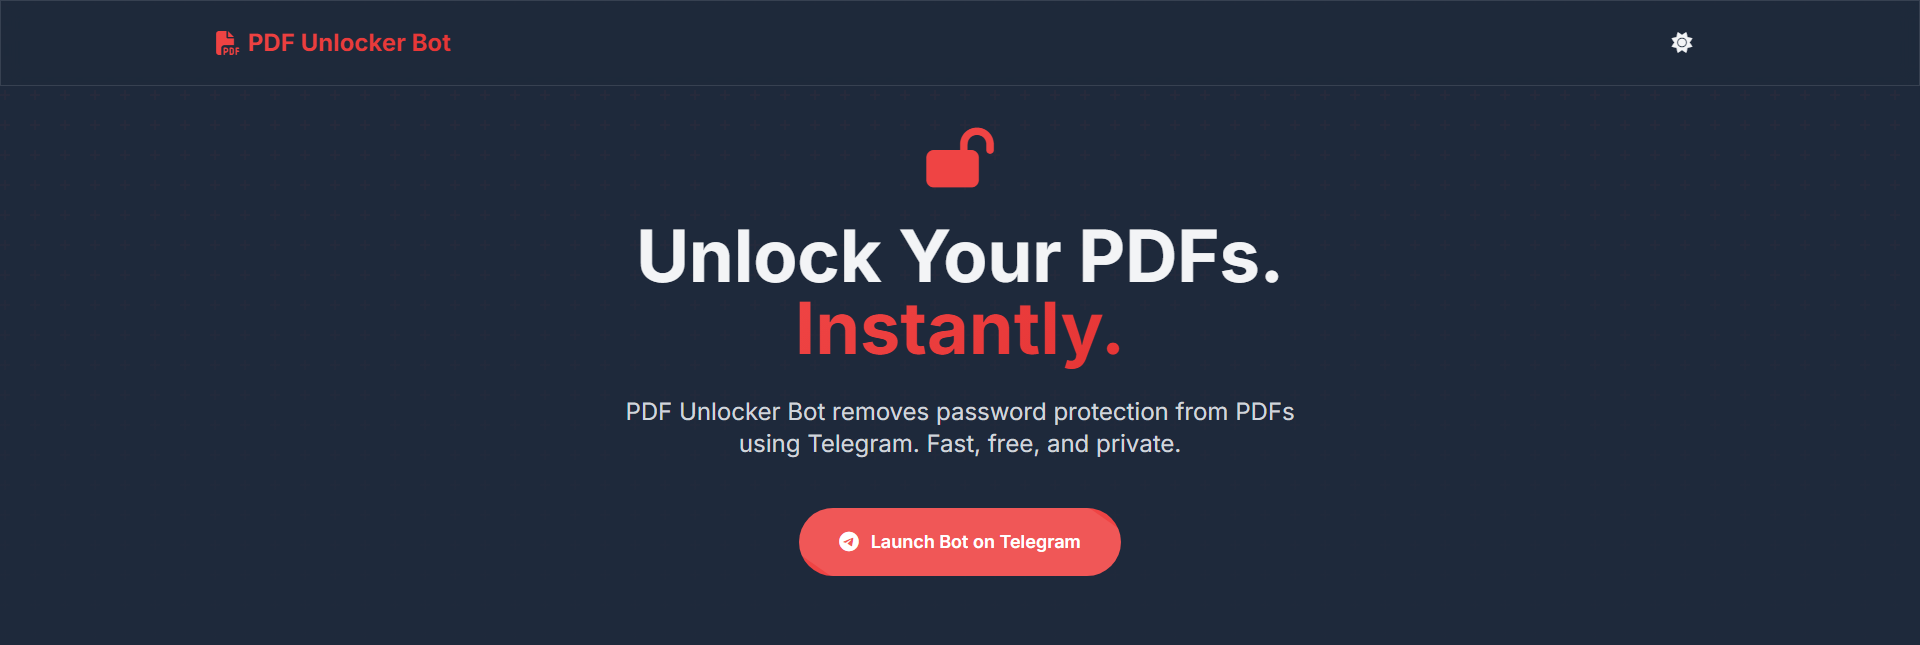 PDF Unlocker Bot
Unlock Your PDFs.
Instantly.
PDF Unlocker Bot removes password protection from PDFs
using Telegram. Fast, free, and private.
Launch Bot on Telegram